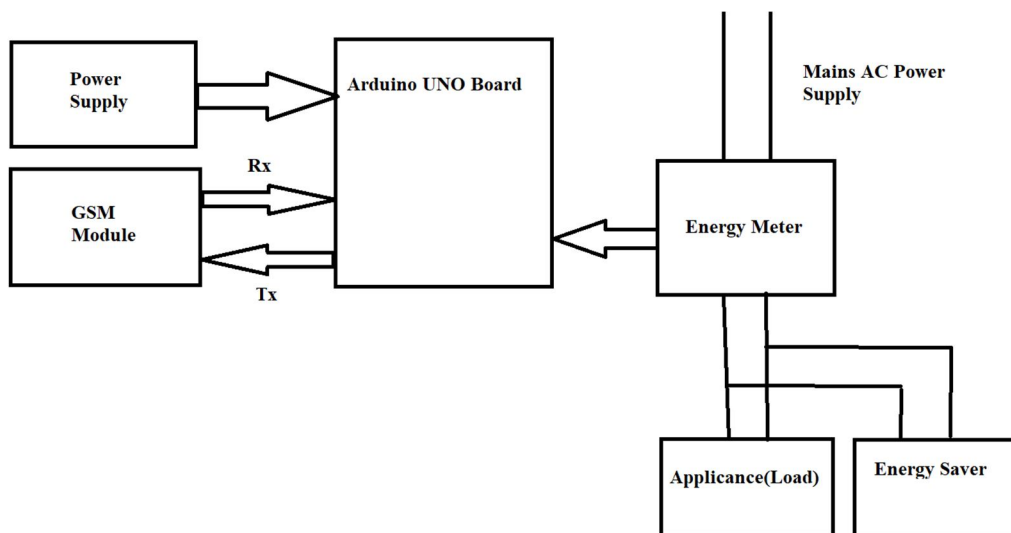 Power
Supply
Arduino UNO Board
Mains AC Power
Supply
Rx
GSM
Module
Energy Meter
Tx
Applicance(Load)
Energy Saver